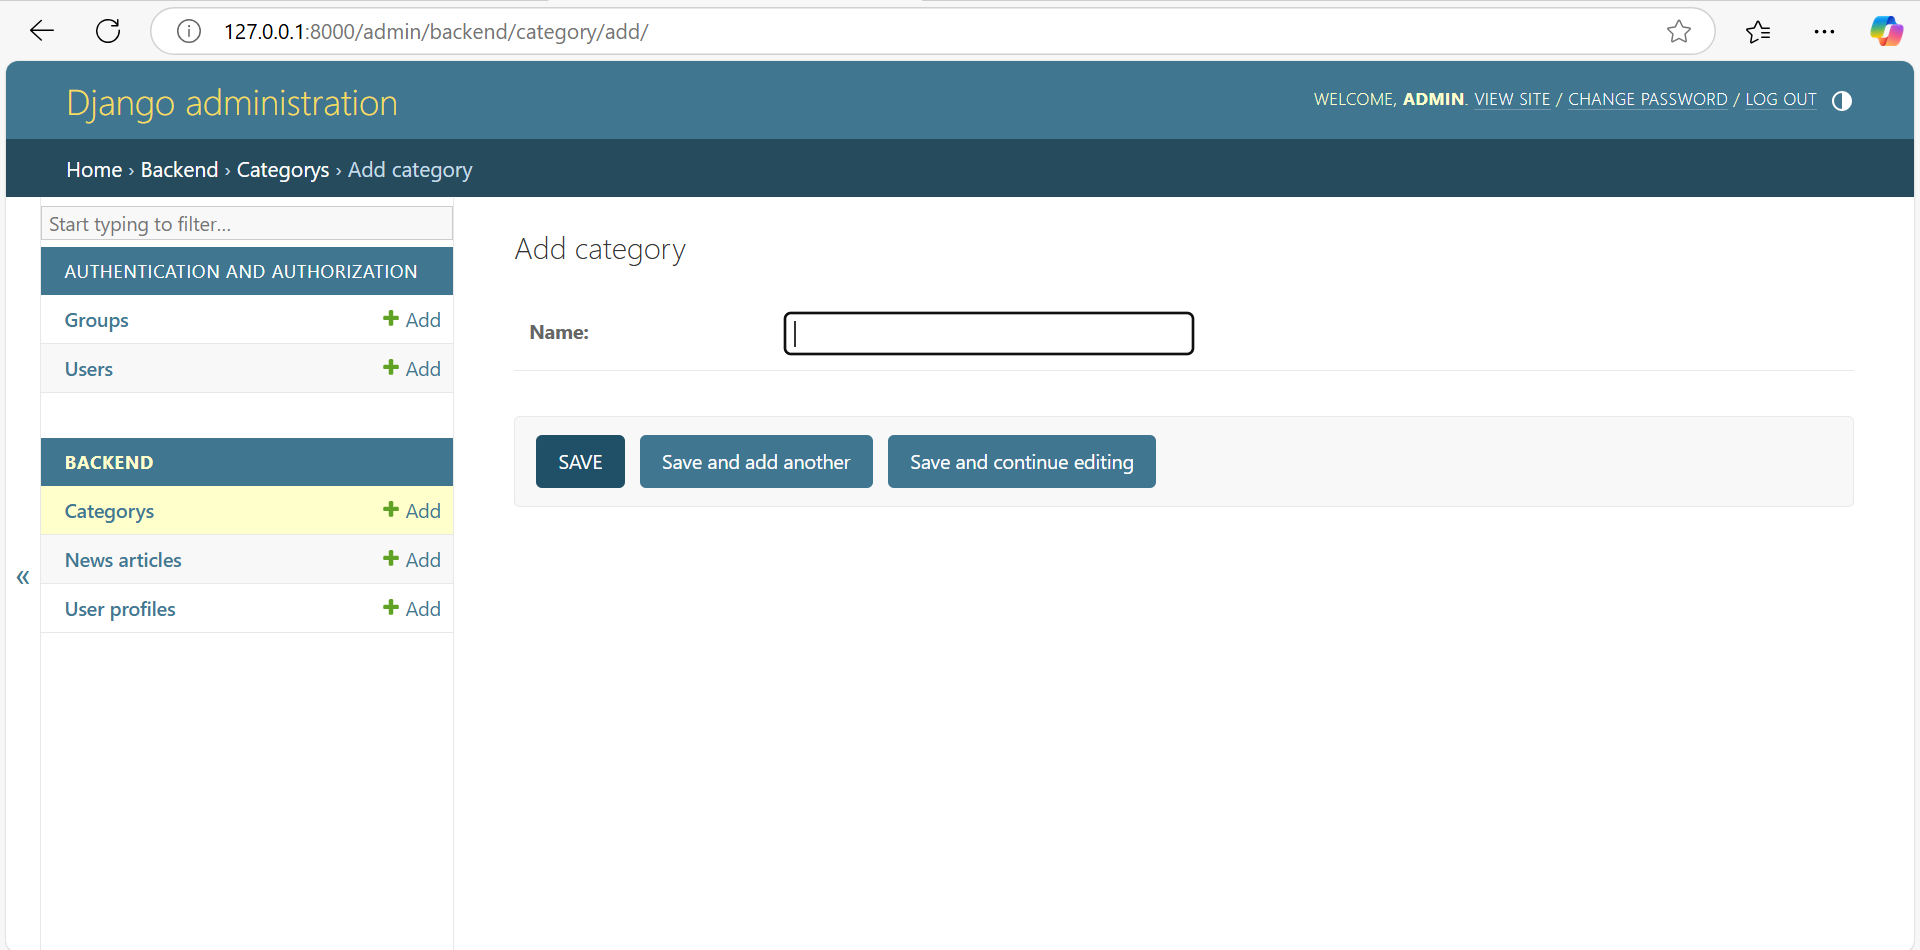 127.0.0.1:8000/admin/backend/category/add/
Django administration
WELCOME, ADMIN. VIEW SITE / CHANGE PASSWORD / LOG OUT
Home › Backend › Categorys › Add category
Start typing to filter...
AUTHENTICATION AND AUTHORIZATION
Groups + Add
Users + Add
BACKEND
Categorys + Add
News articles + Add
User profiles + Add
«
Add category
Name:
SAVE Save and add another Save and continue editing